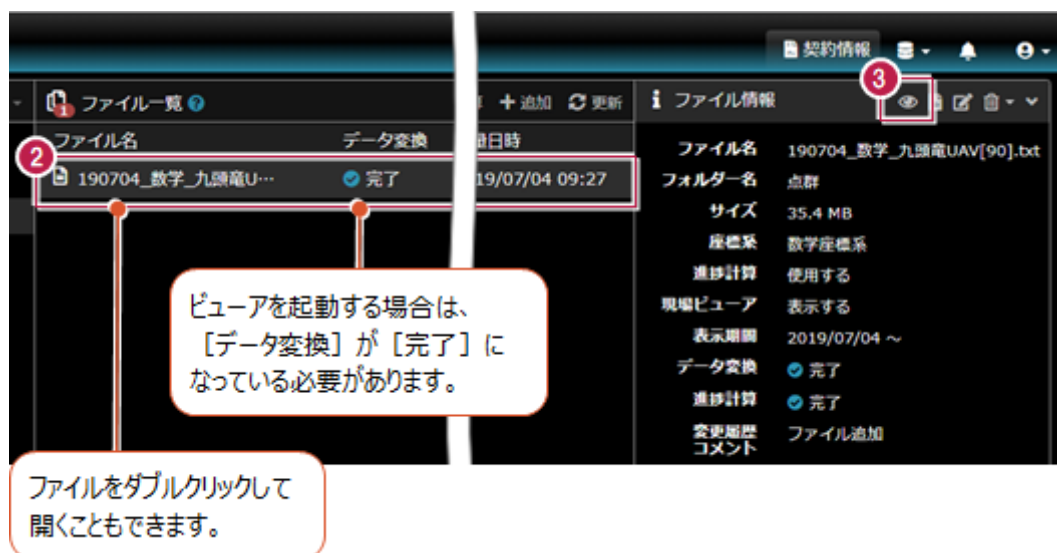 契約情報
3
1
ファイル一覧
追加 更新
ファイル情報
2
ファイル名 データ変換 日時
190704_数学_九頭竜U… 完了 19/07/04 09:27
ファイル名 190704_数学_九頭竜UAV[90].txt
フォルダー名 点群
サイズ 35.4 MB
座標系 数学座標系
進捗計算 使用する
現場ビューア 表示する
表示期間 2019/07/04 ～
データ変換 完了
進捗計算 完了
変更履歴 ファイル追加
コメント
ビューアを起動する場合は、
［データ変換］が［完了］に
なっている必要があります。
ファイルをダブルクリックして
開くこともできます。